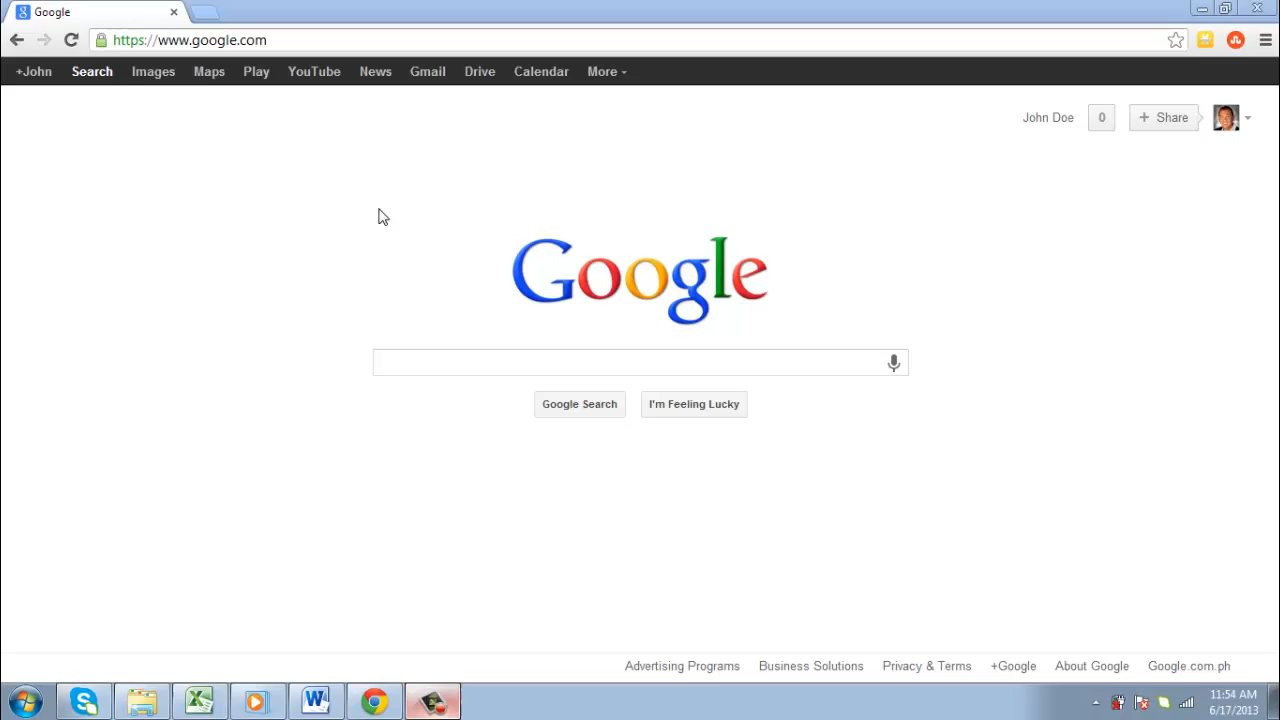 Google
https://www.google.com
+John Search Images Maps Play YouTube News Gmail Drive Calendar More
John Doe 0 + Share
Google
Google Search I'm Feeling Lucky
Advertising Programs Business Solutions Privacy & Terms +Google About Google Google.com.ph
11:54 AM
6/17/2013